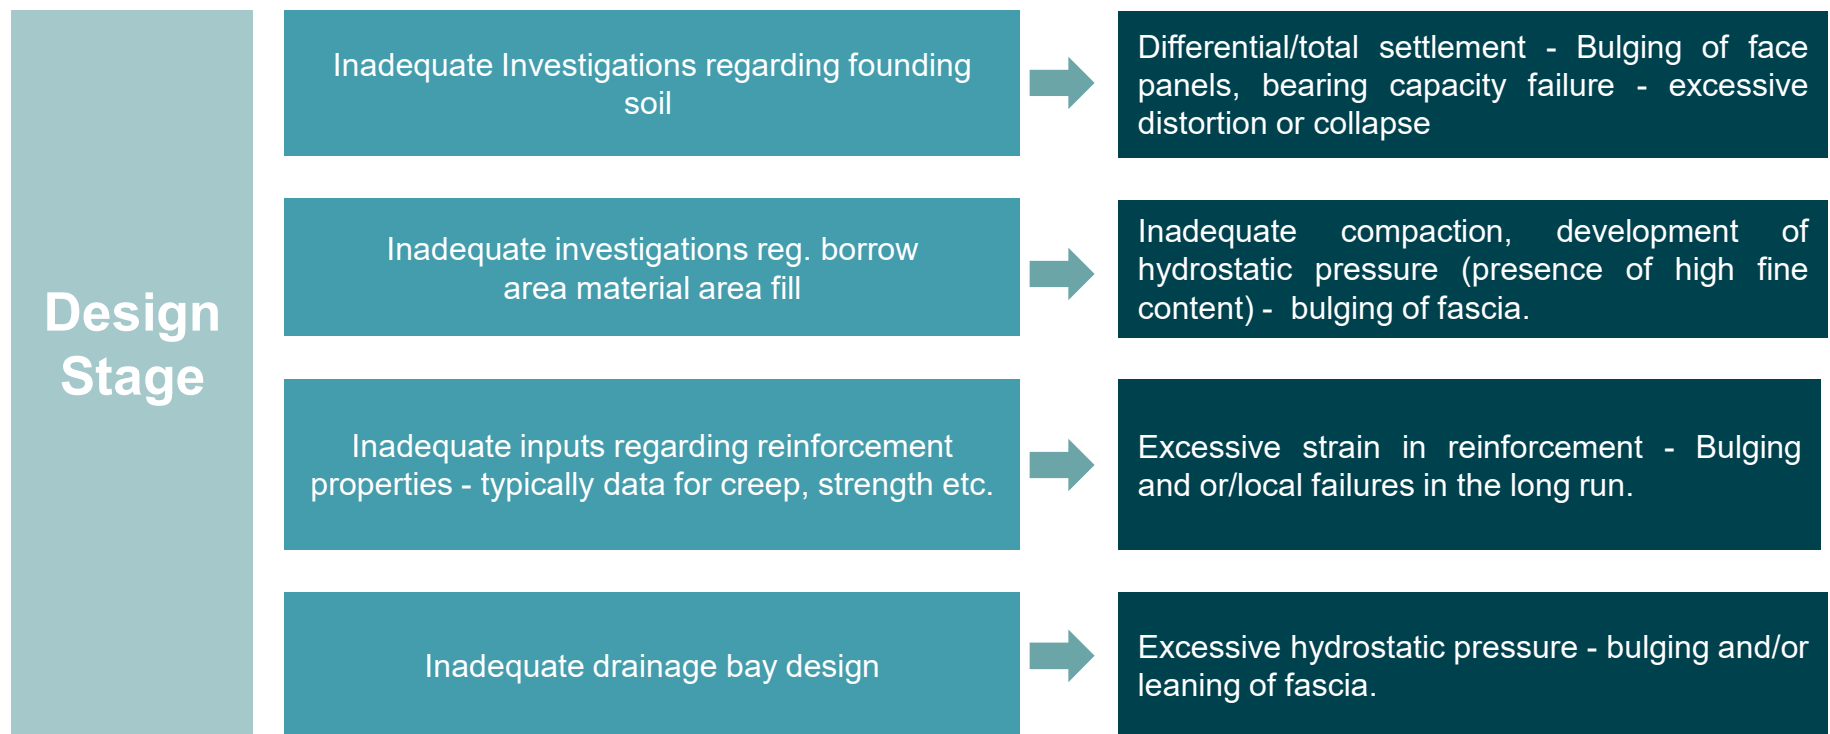 Design
Stage
Inadequate Investigations regarding founding
soil
Differential/total settlement - Bulging of face
panels, bearing capacity failure - excessive
distortion or collapse
Inadequate investigations reg. borrow
area material area fill
Inadequate compaction, development of
hydrostatic pressure (presence of high fine
content) - bulging of fascia.
Inadequate inputs regarding reinforcement
properties - typically data for creep, strength etc.
Excessive strain in reinforcement - Bulging
and or/local failures in the long run.
Inadequate drainage bay design
Excessive hydrostatic pressure - bulging and/or
leaning of fascia.